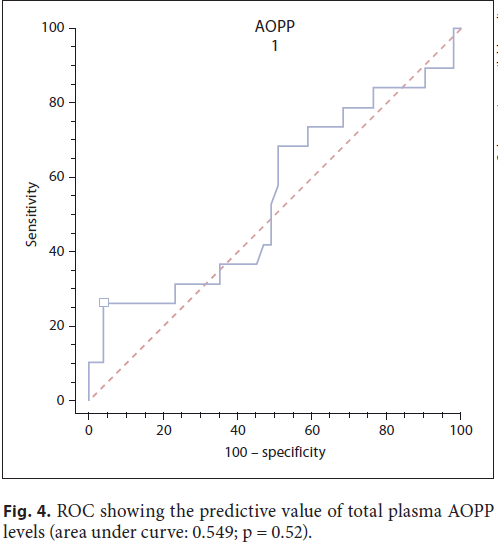 AOPP
1
100
80
60
40
20
0
Sensitivity
0 20 40 60 80 100
100 – specificity
Fig. 4. ROC showing the predictive value of total plasma AOPP
levels (area under curve: 0.549; p = 0.52).